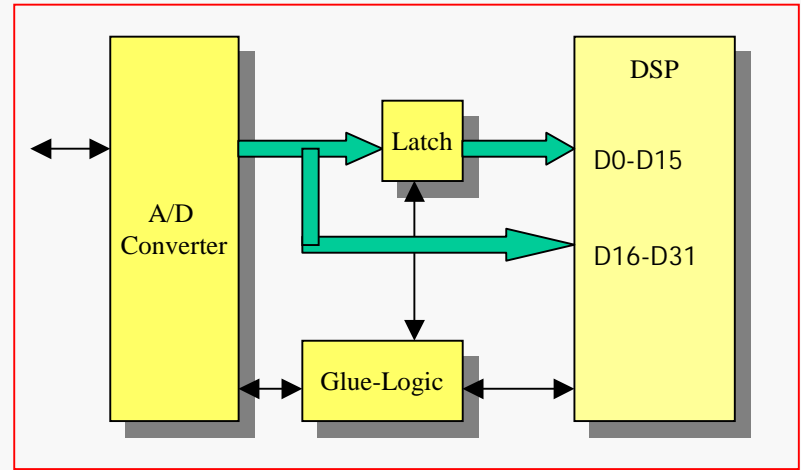 DSP
Latch
D0-D15
A/D
Converter
D16-D31
Glue-Logic